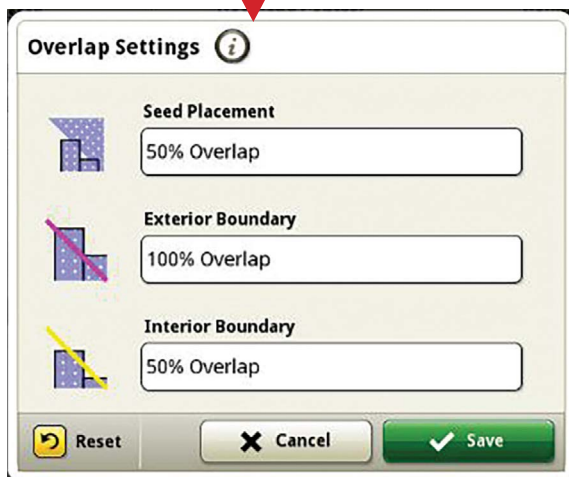 Overlap Settings i
Seed Placement
50% Overlap
Exterior Boundary
100% Overlap
Interior Boundary
50% Overlap
Reset Cancel Save